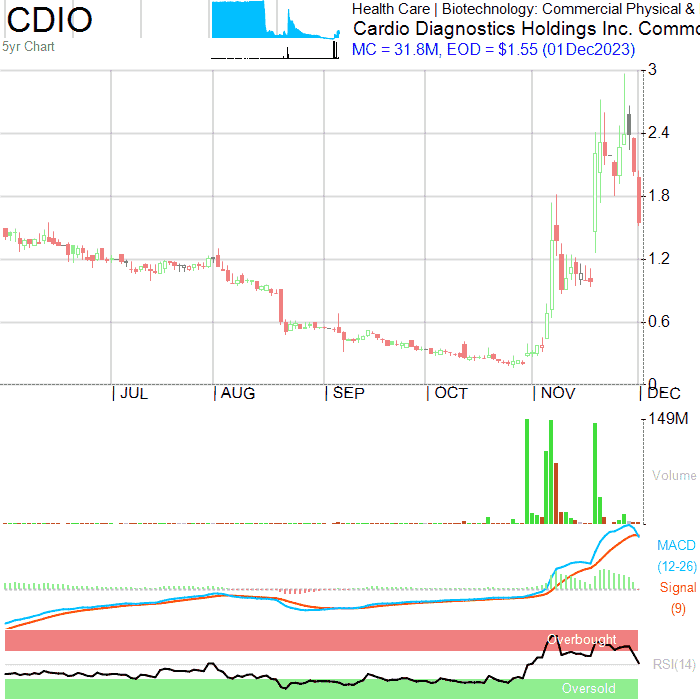 CDIO
5yr Chart
Health Care | Biotechnology: Commercial Physical &
Cardio Diagnostics Holdings Inc. Commo
MC = 31.8M, EOD = $1.55 (01Dec2023)
3
2.4
1.8
1.2
0.6
0
JUL AUG SEP OCT NOV DEC
149M
Volume
MACD
(12-26)
Signal
(9)
Overbought
RSI(14)
Oversold